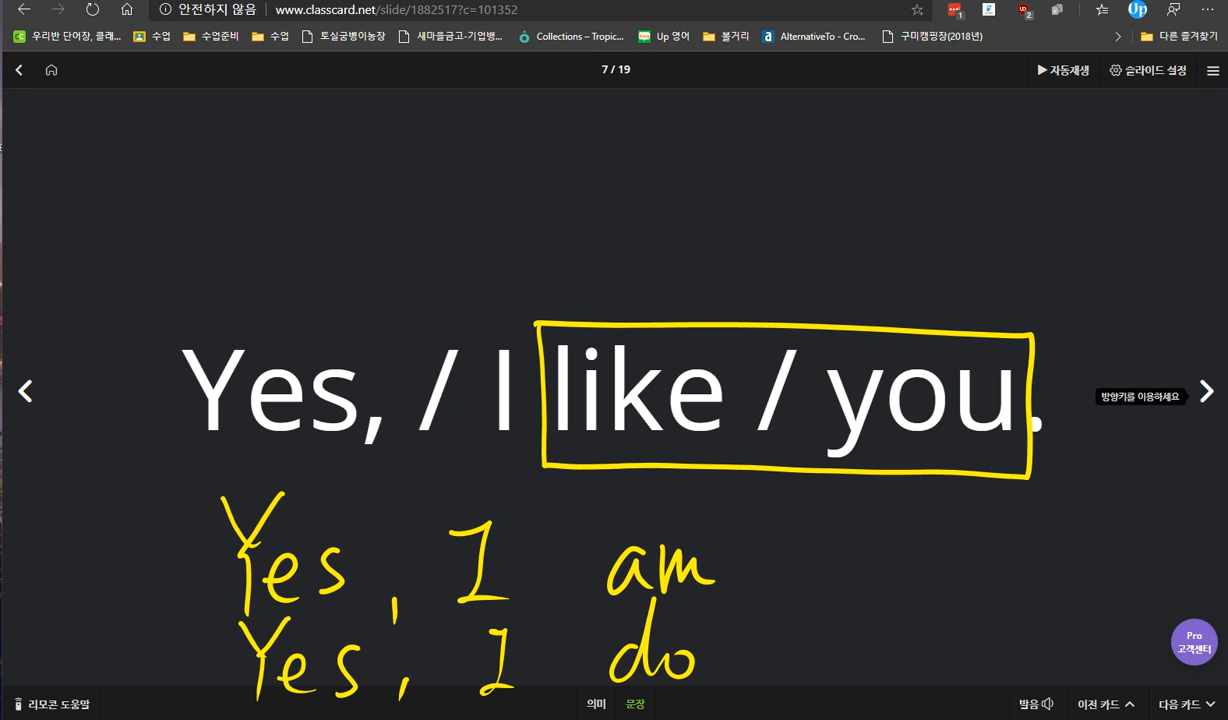 안전하지 않음 www.classcard.net/slide/1882517?c=101352
우리반 단어장, 클래... 수업 수업준비 수업 토실굼벵이농장 새마을금고-기업뱅... Collections – Tropic... Up 영어 볼거리 AlternativeTo - Cro... 구미캠핑장(2018년) 다른 즐겨찾기
7 / 19 자동재생 슬라이드 설정
Yes, / I like / you.
방향키를 이용하세요
Yes, I am
Yes, I do
Pro
고객센터
리모콘 도움말 의미 문장 발음 이전 카드 다음 카드